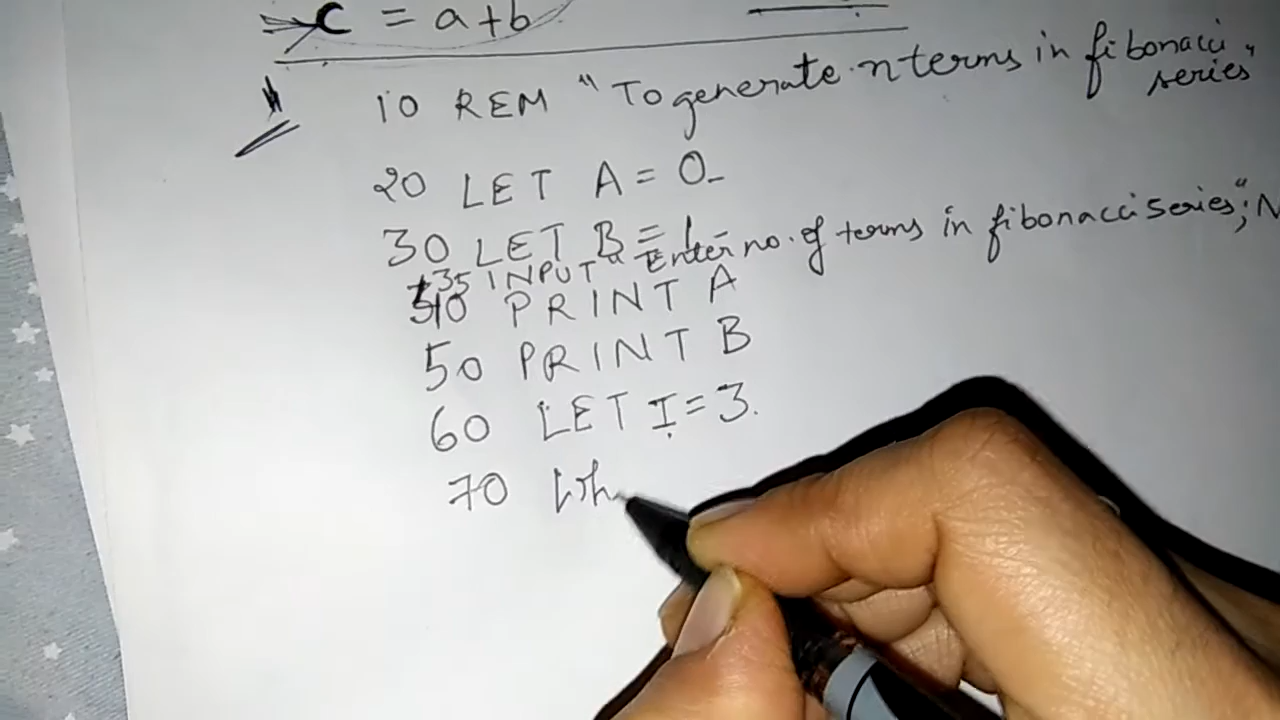 c = a+b
10 REM "To generate n terms in fibonacci series"
20 LET A = 0
30 LET B = 1
35 INPUT "Enter no. of terms in fibonacci series"; N
40 PRINT A
50 PRINT B
60 LET I = 3
70 Wh